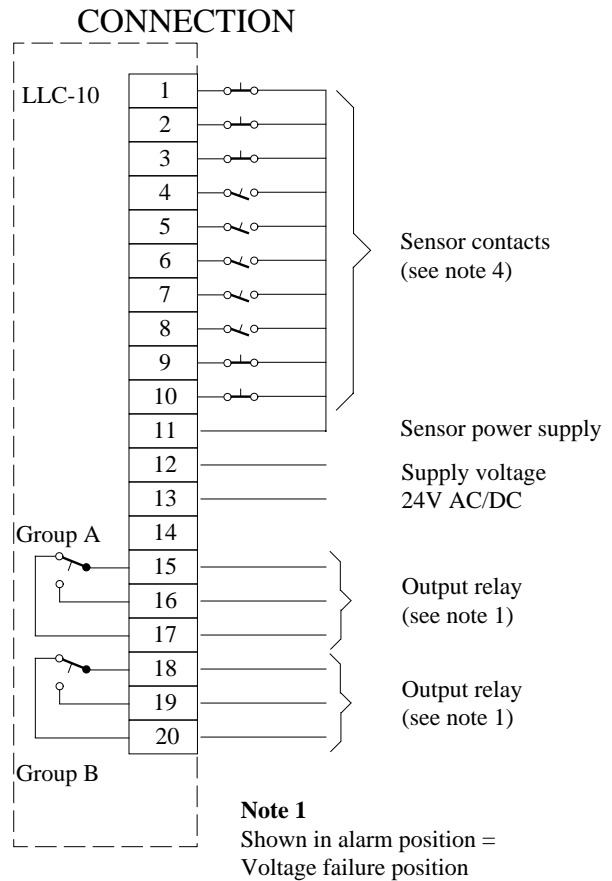 CONNECTION
LLC-10
1
2
3
4
5
6
7
8
9
10
11
12
13
14
15
16
17
18
19
20
Sensor contacts
(see note 4)
Sensor power supply
Supply voltage
24V AC/DC
Group A
Output relay
(see note 1)
Output relay
(see note 1)
Group B
Note 1
Shown in alarm position =
Voltage failure position